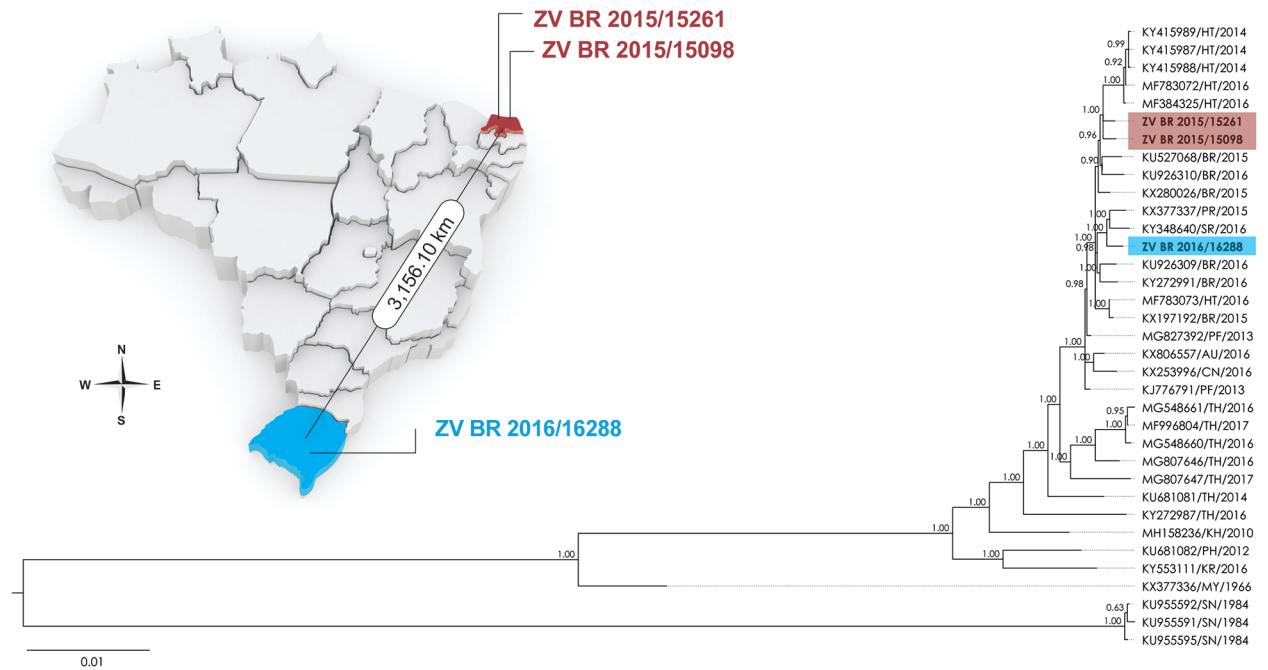 ZV BR 2015/15261
ZV BR 2015/15098
3,156.10 km
N
W E
S
ZV BR 2016/16288
KY415989/HT/2014
0.99
KY415987/HT/2014
0.92
KY415988/HT/2014
1.00
MF783072/HT/2016
MF384325/HT/2016
1.00
ZV BR 2015/15261
0.96
ZV BR 2015/15098
0.90
KU527068/BR/2015
KU926310/BR/2016
KX280026/BR/2015
1.00
KX377337/PR/2015
1.00
KY348640/SR/2016
1.00
0.98
ZV BR 2016/16288
1.00
KU926309/BR/2016
0.98
KY272991/BR/2016
1.00
MF783073/HT/2016
KX197192/BR/2015
MG827392/PF/2013
1.00
1.00
KX806557/AU/2016
KX253996/CN/2016
KJ776791/PF/2013
1.00
0.95
MG548661/TH/2016
1.00
MF996804/TH/2017
1.00
1.00
MG548660/TH/2016
1.00
MG807646/TH/2016
MG807647/TH/2017
1.00
KU681081/TH/2014
KY272987/TH/2016
1.00
MH158236/KH/2010
1.00
KU681082/PH/2012
1.00
KY553111/KR/2016
KX377336/MY/1966
0.63
KU955592/SN/1984
1.00
KU955591/SN/1984
KU955595/SN/1984
0.01